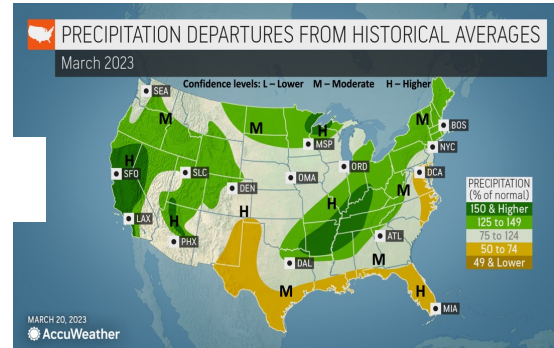 PRECIPITATION DEPARTURES FROM HISTORICAL AVERAGES
March 2023
Confidence levels: L – Lower M – Moderate H – Higher
SEA
M
M
M
BOS
H
MSP
NYC
H
SFO
SLC
ORD
DCA
OMA
DEN
M
H
PRECIPITATION
(% of normal)
150 & Higher
125 to 149
75 to 124
50 to 74
49 & Lower
LAX
H
H
PHX
ATL
M
DAL
M
H
MIA
MARCH 20, 2023
AccuWeather